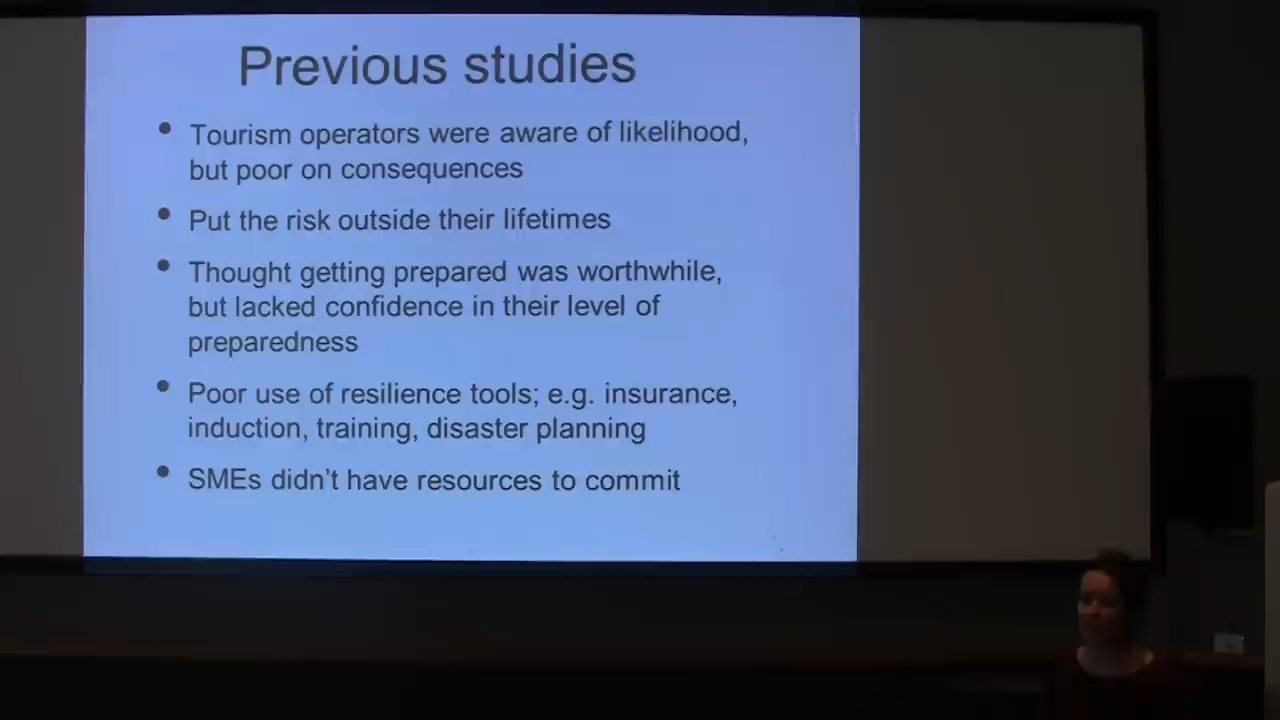 Previous studies
• Tourism operators were aware of likelihood,
but poor on consequences
• Put the risk outside their lifetimes
• Thought getting prepared was worthwhile,
but lacked confidence in their level of
preparedness
• Poor use of resilience tools; e.g. insurance,
induction, training, disaster planning
• SMEs didn't have resources to commit